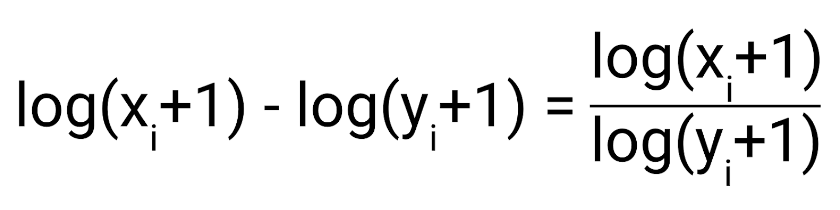 log(xᵢ+1) - log(yᵢ+1) = log(xᵢ+1) / log(yᵢ+1)